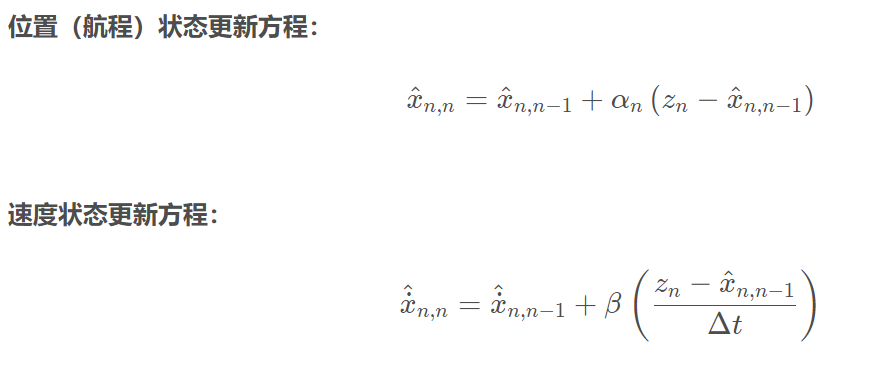 位置（航程）状态更新方程：
$\hat{x}_{n,n} = \hat{x}_{n,n-1} + \alpha_n \left( z_n - \hat{x}_{n,n-1} \right)$
速度状态更新方程：
$\hat{\dot{x}}_{n,n} = \hat{\dot{x}}_{n,n-1} + \beta \left( \frac{z_n - \hat{x}_{n,n-1}}{\Delta t} \right)$